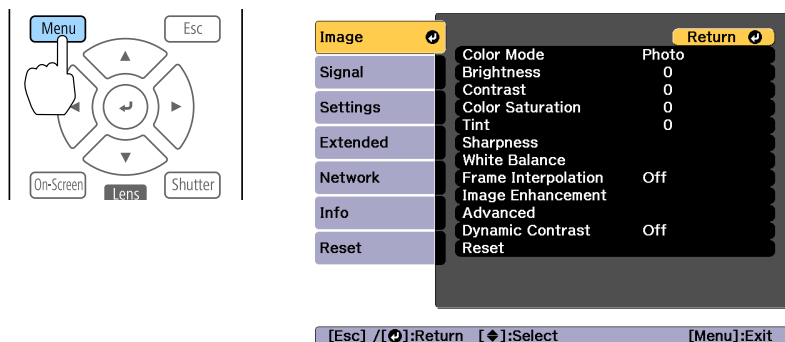 Menu
Esc
On-Screen
Lens
Shutter
Image
Return
Color Mode Photo
Signal
Brightness 0
Contrast 0
Settings
Color Saturation 0
Tint 0
Extended
Sharpness
White Balance
Network
Frame Interpolation Off
Image Enhancement
Info
Advanced
Dynamic Contrast Off
Reset
Reset
[Esc] /[↵]:Return [◆]:Select [Menu]:Exit